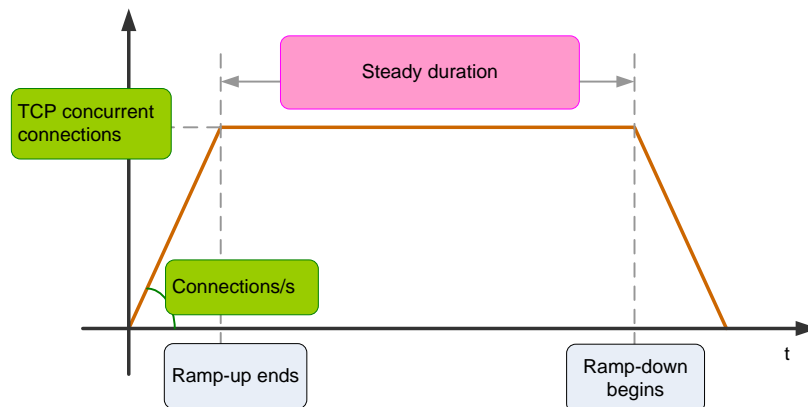 Steady duration
TCP concurrent
connections
Connections/s
t
Ramp-up ends
Ramp-down
begins